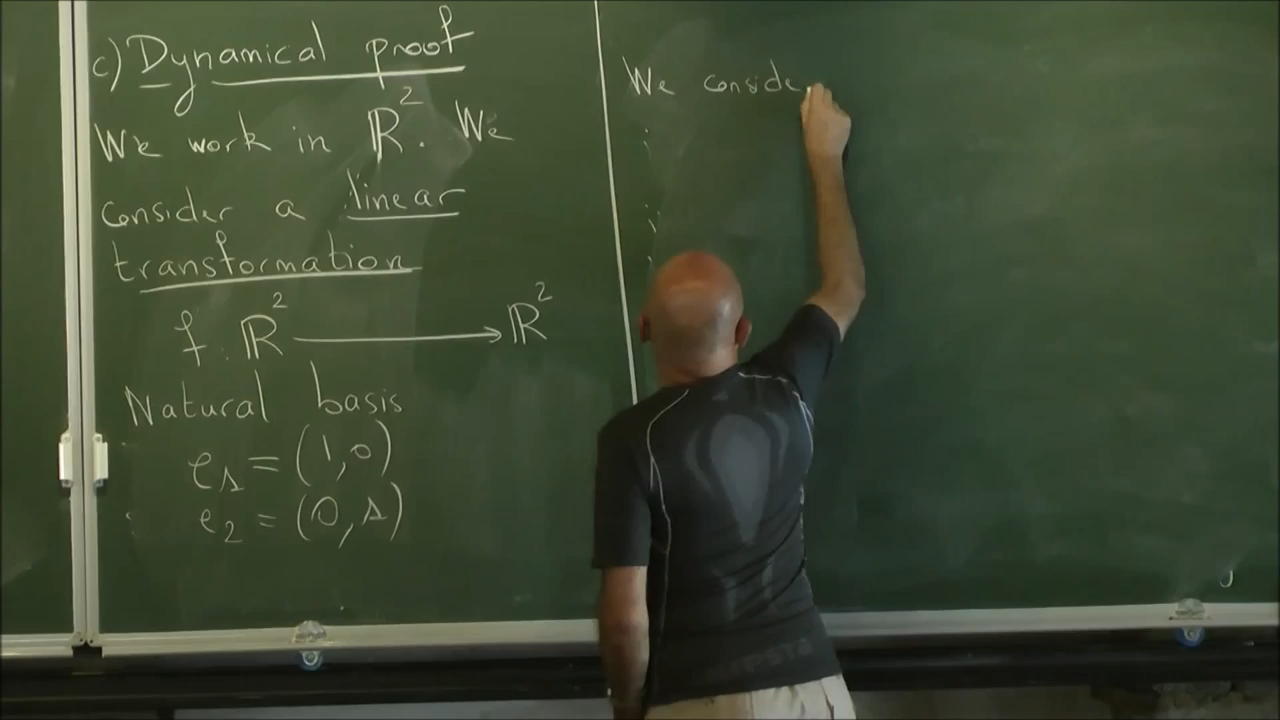 c) Dynamical proof
We work in ℝ². We
consider a linear
transformation
f: ℝ² ⟶ ℝ²
Natural basis
e₁ = (1,0)
e₂ = (0,1)
We conside